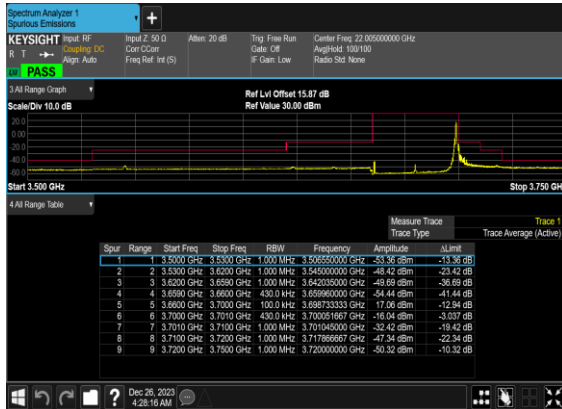 Spectrum Analyzer 1
Spurious Emissions
+
KEYSIGHT Input: RF Input Z: 50 Ω Atten: 20 dB Trig: Free Run Center Freq: 22.005000000 GHz
R T Coupling: DC Corr CCorr Gate: Off Avg|Hold: 100/100
Align: Auto Freq Ref: Int (S) IF Gain: Low Radio Std: None
LW PASS
3 All Range Graph Ref Lvl Offset 15.87 dB
Scale/Div 10.0 dB Ref Value 30.00 dBm
20.0
0.00
-20.0
-40.0
-60.0
Start 3.500 GHz Stop 3.750 GHz
4 All Range Table
Measure Trace Trace 1
Trace Type Trace Average (Active)
Spur Range Start Freq Stop Freq RBW Frequency Amplitude ΔLimit
1 1 3.5000 GHz 3.5300 GHz 1.000 MHz 3.506550000 GHz -53.36 dBm -13.36 dB
2 2 3.5300 GHz 3.6200 GHz 1.000 MHz 3.545000000 GHz -48.42 dBm -23.42 dB
3 3 3.6200 GHz 3.6590 GHz 1.000 MHz 3.642035000 GHz -49.69 dBm -36.69 dB
4 4 3.6590 GHz 3.6600 GHz 430.0 kHz 3.659960000 GHz -54.44 dBm -41.44 dB
5 5 3.6600 GHz 3.7000 GHz 100.0 kHz 3.698733333 GHz 17.06 dBm -12.94 dB
6 6 3.7000 GHz 3.7010 GHz 430.0 kHz 3.700051667 GHz -16.04 dBm -3.037 dB
7 7 3.7010 GHz 3.7100 GHz 1.000 MHz 3.701045000 GHz -32.42 dBm -19.42 dB
8 8 3.7100 GHz 3.7200 GHz 1.000 MHz 3.717866667 GHz -47.34 dBm -22.34 dB
9 9 3.7200 GHz 3.7500 GHz 1.000 MHz 3.720000000 GHz -50.32 dBm -10.32 dB
? Dec 26, 2023
4:28:16 AM